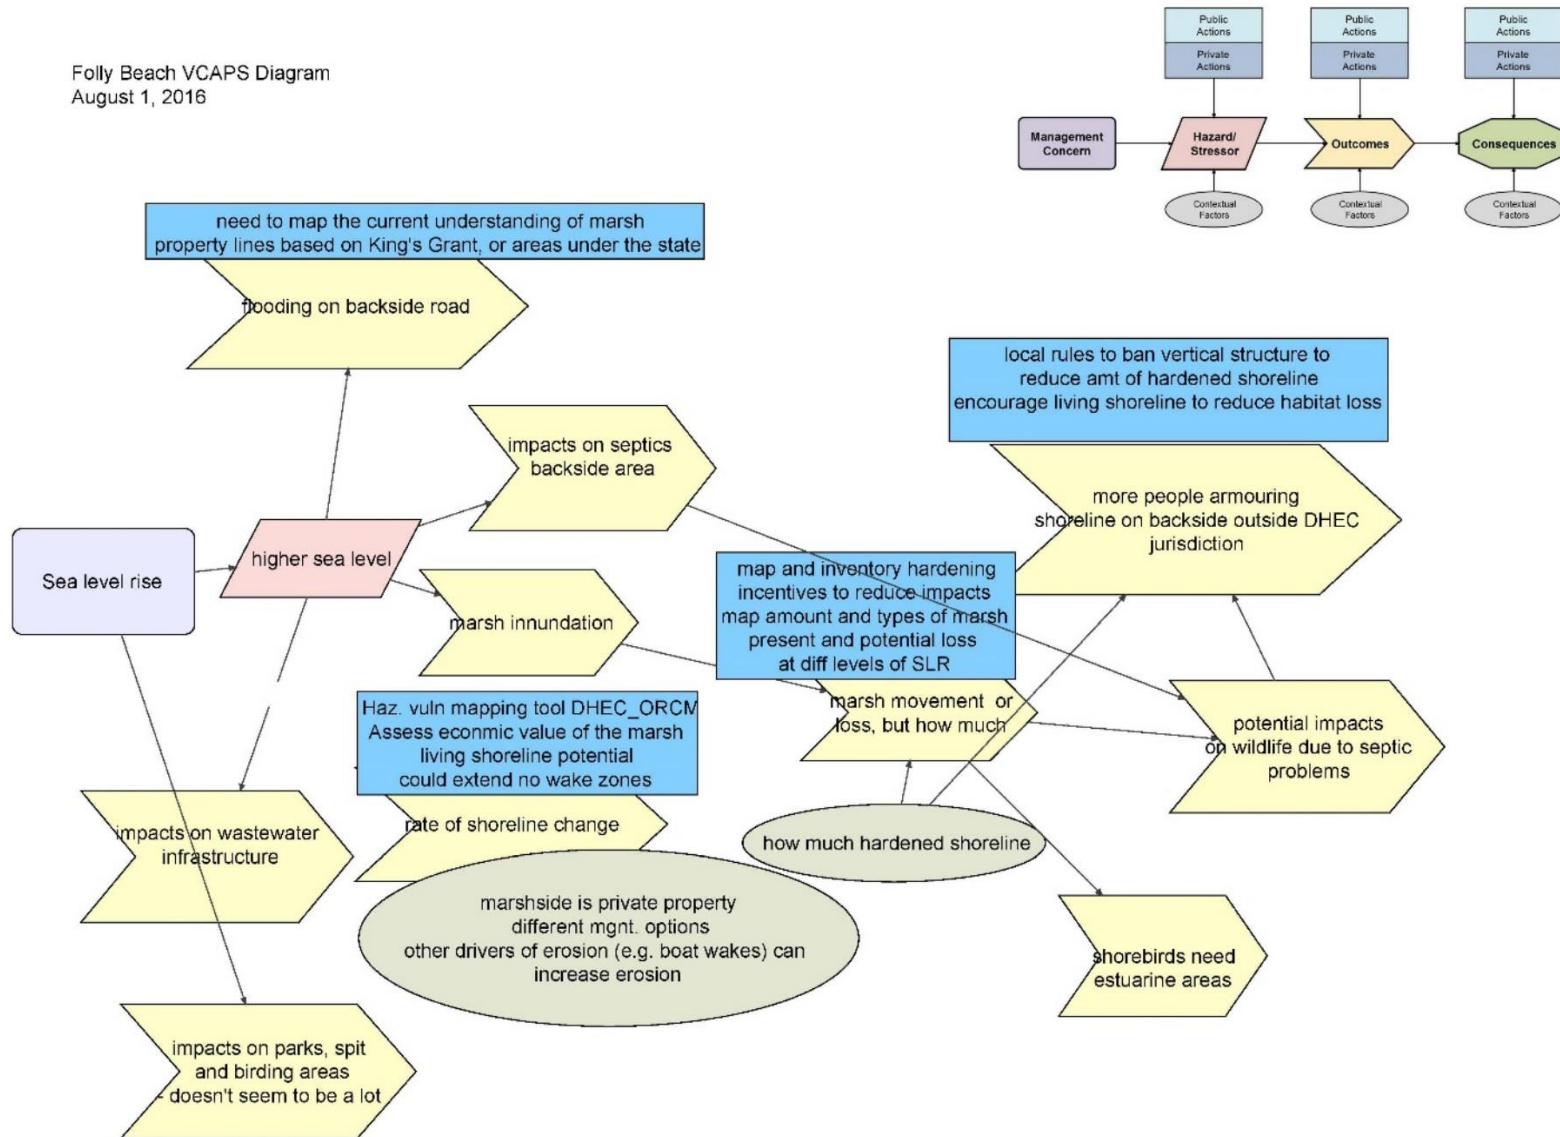 Folly Beach VCAPS Diagram
August 1, 2016
Public
Actions
Private
Actions
Public
Actions
Private
Actions
Public
Actions
Private
Actions
Management
Concern
Hazard/
Stressor
Outcomes
Consequences
Contextual
Factors
Contextual
Factors
Contextual
Factors
need to map the current understanding of marsh
property lines based on King's Grant, or areas under the state
flooding on backside road
local rules to ban vertical structure to
reduce amt of hardened shoreline
encourage living shoreline to reduce habitat loss
impacts on septics
backside area
more people armouring
shoreline on backside outside DHEC
jurisdiction
Sea level rise
higher sea level
marsh innundation
map and inventory hardening
incentives to reduce impacts
map amount and types of marsh
present and potential loss
at diff levels of SLR
marsh movement or
loss, but how much
potential impacts
on wildlife due to septic
problems
Haz. vuln mapping tool DHEC_ORCM
Assess econmic value of the marsh
living shoreline potential
could extend no wake zones
rate of shoreline change
impacts on wastewater
infrastructure
how much hardened shoreline
marshside is private property
different mgnt. options
other drivers of erosion (e.g. boat wakes) can
increase erosion
shorebirds need
estuarine areas
impacts on parks, spit
and birding areas
- doesn't seem to be a lot